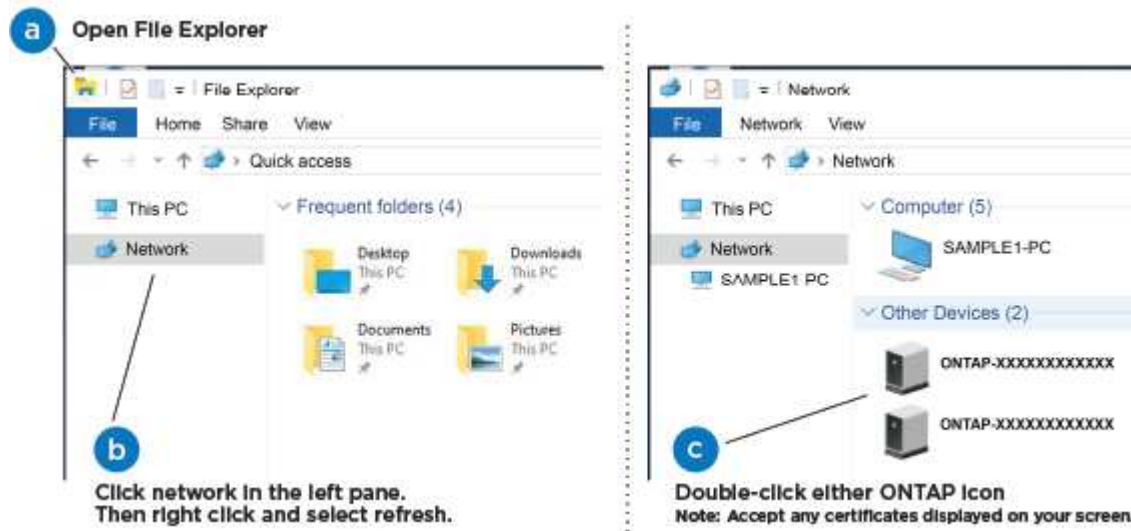 a Open File Explorer
File Explorer
File Home Share View
Quick access
This PC
Network
Frequent folders (4)
Desktop
This PC
Downloads
This PC
Documents
This PC
Pictures
This PC
b
Click network in the left pane.
Then right click and select refresh.
Network
File Network View
Network
This PC
Network
SAMPLE1 PC
Computer (5)
SAMPLE1-PC
Other Devices (2)
ONTAP-XXXXXXXXXXXX
ONTAP-XXXXXXXXXXXX
c
Double-click either ONTAP icon
Note: Accept any certificates displayed on your screen